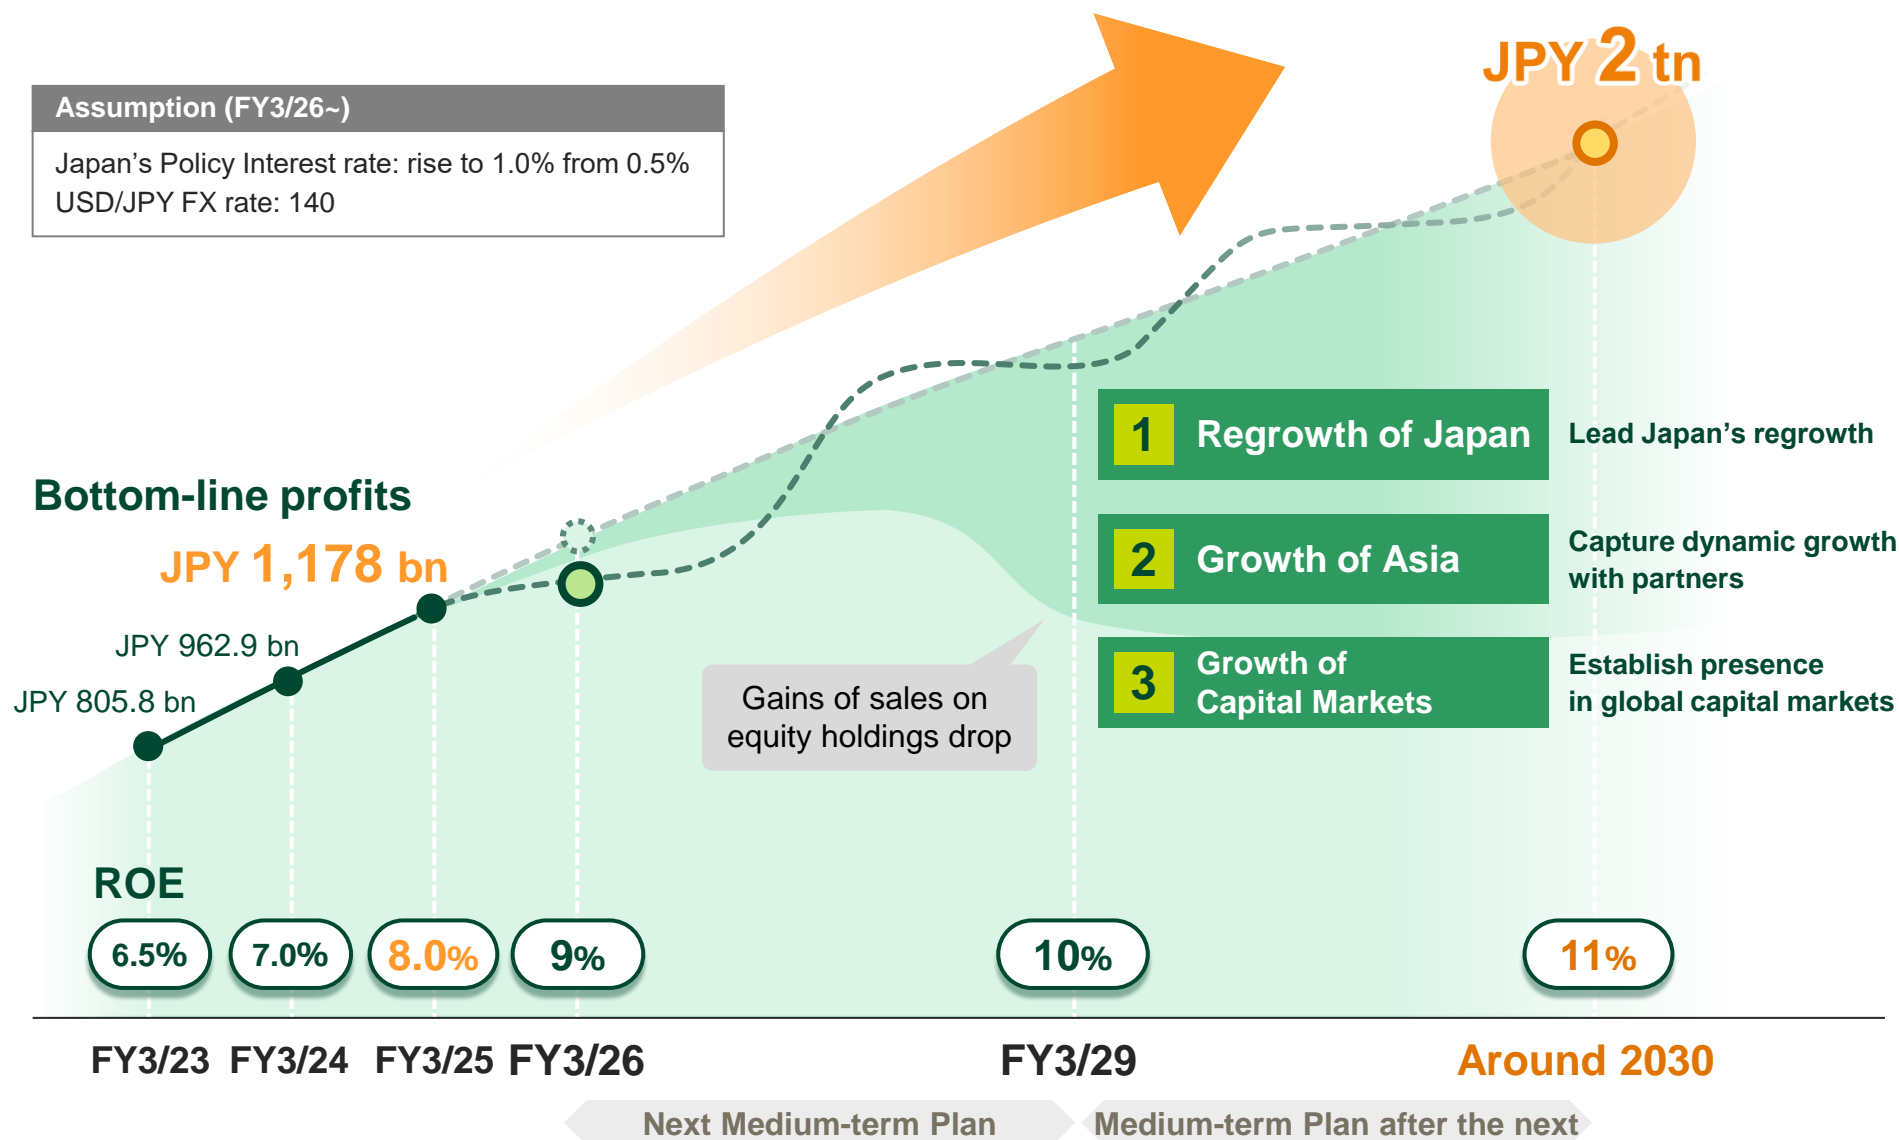 JPY 2 tn
Assumption (FY3/26~)
Japan’s Policy Interest rate: rise to 1.0% from 0.5%
USD/JPY FX rate: 140
Bottom-line profits
JPY 1,178 bn
JPY 962.9 bn
JPY 805.8 bn
1 Regrowth of Japan
Lead Japan’s regrowth
2 Growth of Asia
Capture dynamic growth
with partners
3 Growth of
Capital Markets
Establish presence
in global capital markets
Gains of sales on
equity holdings drop
ROE
6.5% 7.0% 8.0% 9% 10% 11%
FY3/23 FY3/24 FY3/25 FY3/26 FY3/29 Around 2030
Next Medium-term Plan Medium-term Plan after the next